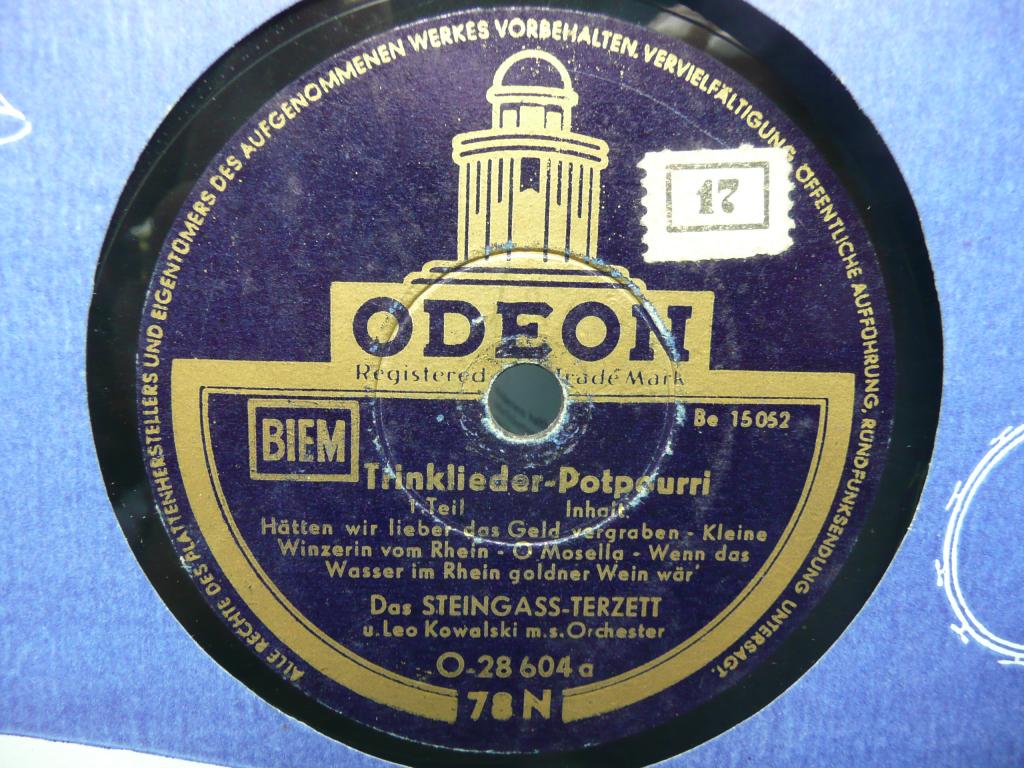 ALLE RECHTE DES PLATTENHERSTELLERS UND EIGENTÜMERS DES AUFGENOMMENEN WERKES VORBEHALTEN. VERVIELFÄLTIGUNG, ÖFFENTLICHE AUFFÜHRUNG, RUNDFUNKSENDUNG UNTERSAGT.
17
ODEON
Registered Trade Mark
BIEM
Be 15052
Trinklieder-Potpourri
1. Teil Inhalt:
Hätten wir lieber das Geld vergraben - Kleine
Winzerin vom Rhein - O Mosella - Wenn das
Wasser im Rhein goldner Wein wär'
Das STEINGASS-TERZETT
u. Leo Kowalski m. s. Orchester
O-28 604 a
78 N